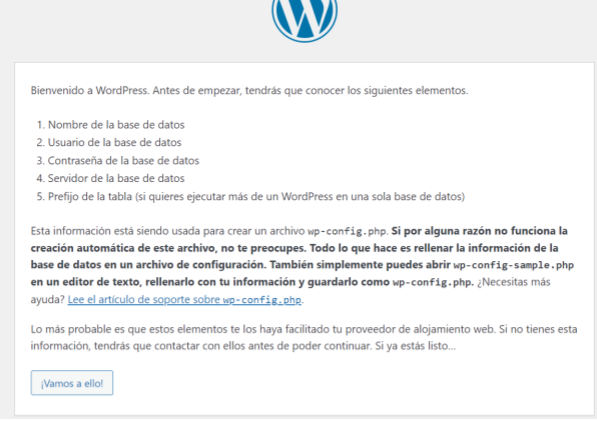 Bienvenido a WordPress. Antes de empezar, tendrás que conocer los siguientes elementos.
1. Nombre de la base de datos
2. Usuario de la base de datos
3. Contraseña de la base de datos
4. Servidor de la base de datos
5. Prefijo de la tabla (si quieres ejecutar más de un WordPress en una sola base de datos)
Esta información está siendo usada para crear un archivo wp-config.php. Si por alguna razón no funciona la
creación automática de este archivo, no te preocupes. Todo lo que hace es rellenar la información de la
base de datos en un archivo de configuración. También simplemente puedes abrir wp-config-sample.php
en un editor de texto, rellenarlo con tu información y guardarlo como wp-config.php. ¿Necesitas más
ayuda? Lee el artículo de soporte sobre wp-config.php.
Lo más probable es que estos elementos te los haya facilitado tu proveedor de alojamiento web. Si no tienes esta
información, tendrás que contactar con ellos antes de poder continuar. Si ya estás listo...
¡Vamos a ello!